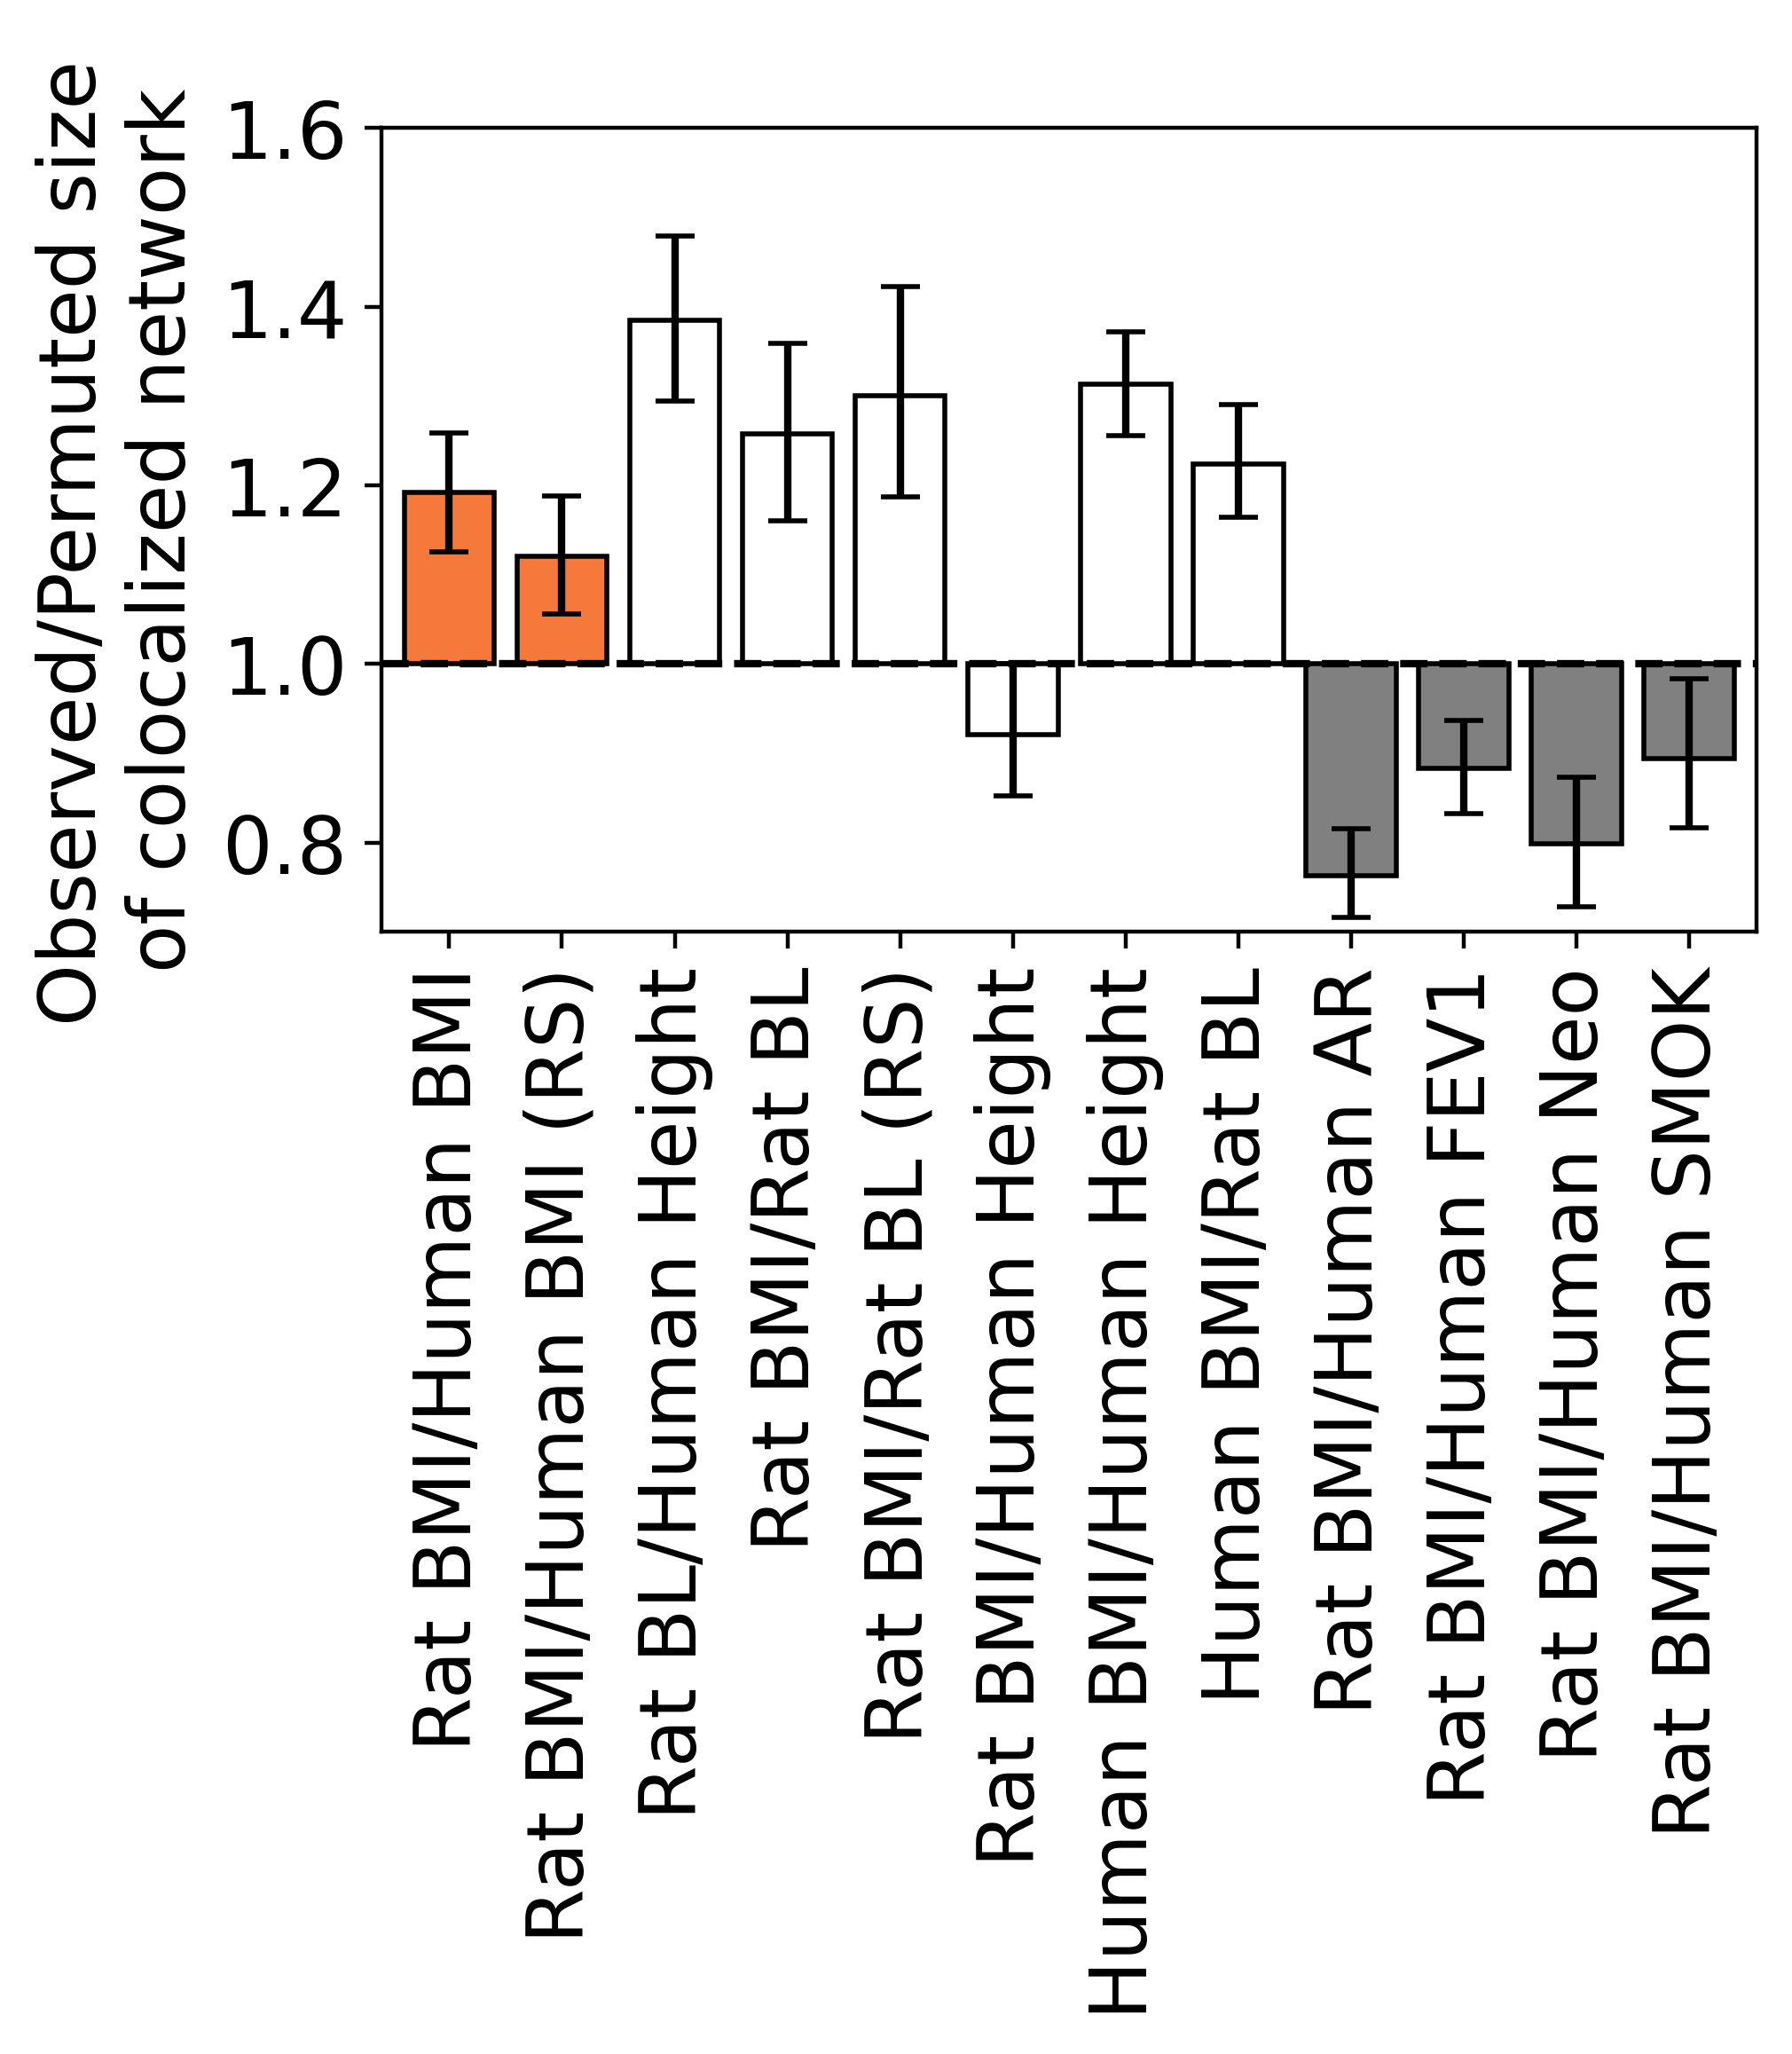 Observed/Permuted size
of colocalized network
1.6
1.4
1.2
1.0
0.8
Rat BMI/Human BMI
Rat BMI/Human BMI (RS)
Rat BL/Human Height
Rat BMI/Rat BL
Rat BMI/Rat BL (RS)
Rat BMI/Human Height
Human BMI/Human Height
Human BMI/Rat BL
Rat BMI/Human AR
Rat BMI/Human FEV1
Rat BMI/Human Neo
Rat BMI/Human SMOK